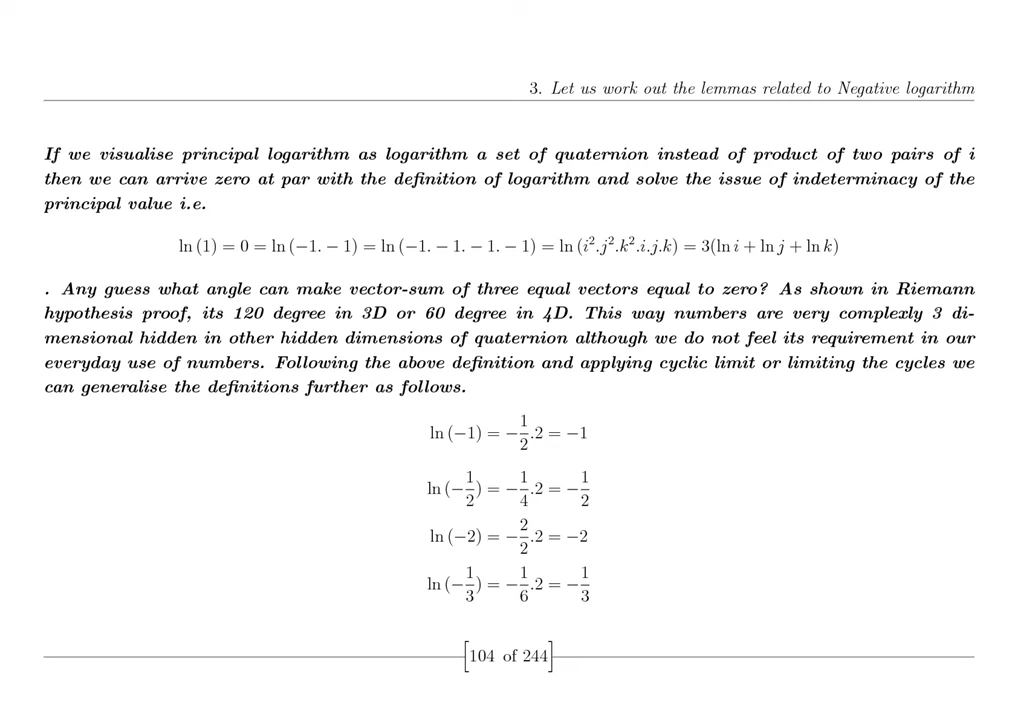 3. Let us work out the lemmas related to Negative logarithm
If we visualise principal logarithm as logarithm a set of quaternion instead of product of two pairs of i
then we can arrive zero at par with the definition of logarithm and solve the issue of indeterminacy of the
principal value i.e.
ln (1) = 0 = ln (−1. − 1) = ln (−1. − 1. − 1. − 1) = ln (i².j².k².i.j.k) = 3(ln i + ln j + ln k)
. Any guess what angle can make vector-sum of three equal vectors equal to zero? As shown in Riemann
hypothesis proof, its 120 degree in 3D or 60 degree in 4D. This way numbers are very complexly 3 di-
mensional hidden in other hidden dimensions of quaternion although we do not feel its requirement in our
everyday use of numbers. Following the above definition and applying cyclic limit or limiting the cycles we
can generalise the definitions further as follows.
ln (−1) = −1/2.2 = −1
ln (−1/2) = −1/4.2 = −1/2
ln (−2) = −2/2.2 = −2
ln (−1/3) = −1/6.2 = −1/3
[104 of 244]